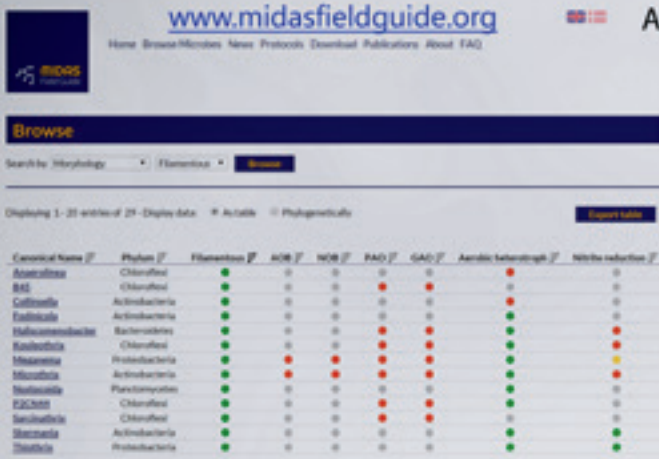 www.midasfieldguide.org
A
Home Browse Microbes News Protocols Download Publications About FAQ
MiDAS
Browse
Search by Morphology Filamentous Browse
Displaying 1 - 20 entries of 29 - Display data: As table Phylogenetically
Export table
Canonical Name Phylum Filamentous AOB NOB PAO GAO Aerobic heterotroph Nitrite reduction
Anaerolinea Chloroflexi
B45 Chloroflexi
Collinsella Actinobacteria
Fodinicola Actinobacteria
Haliscomenobacter Bacteroidetes
Kouleothrix Chloroflexi
Meganema Proteobacteria
Microthrix Actinobacteria
Nostocoida Planctomycetes
P2CN44 Chloroflexi
Sarcinathrix Chloroflexi
Skermania Actinobacteria
Thiothrix Proteobacteria